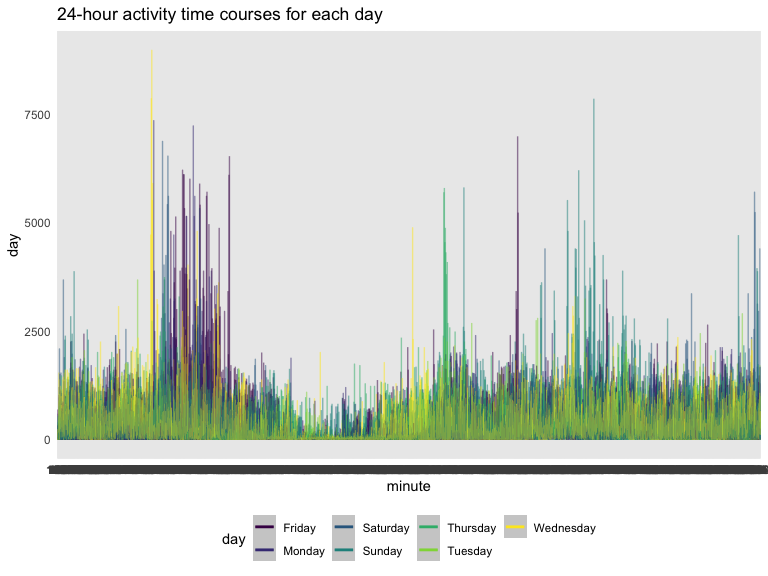 24-hour activity time courses for each day
7500
5000
2500
0
day
minute
day
Friday
Saturday
Thursday
Wednesday
Monday
Sunday
Tuesday